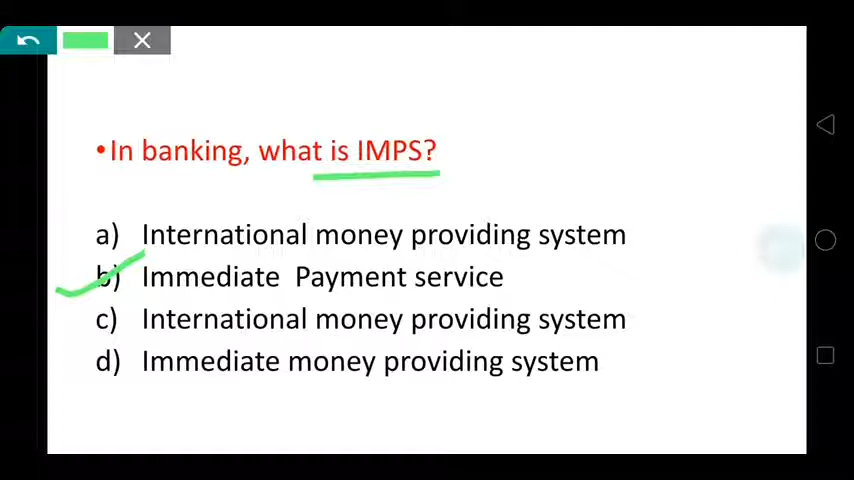 •In banking, what is IMPS?
a) International money providing system
b) Immediate Payment service
c) International money providing system
d) Immediate money providing system